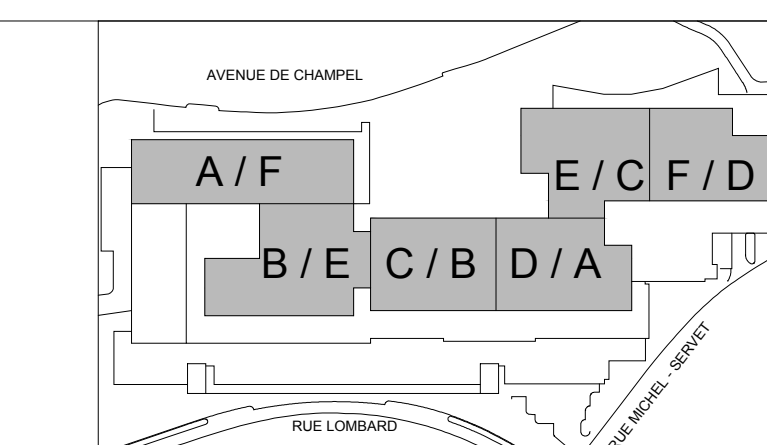 AVENUE DE CHAMPEL
A / F
E / C
F / D
B / E
C / B
D / A
RUE MICHEL - SERVET
RUE LOMBARD